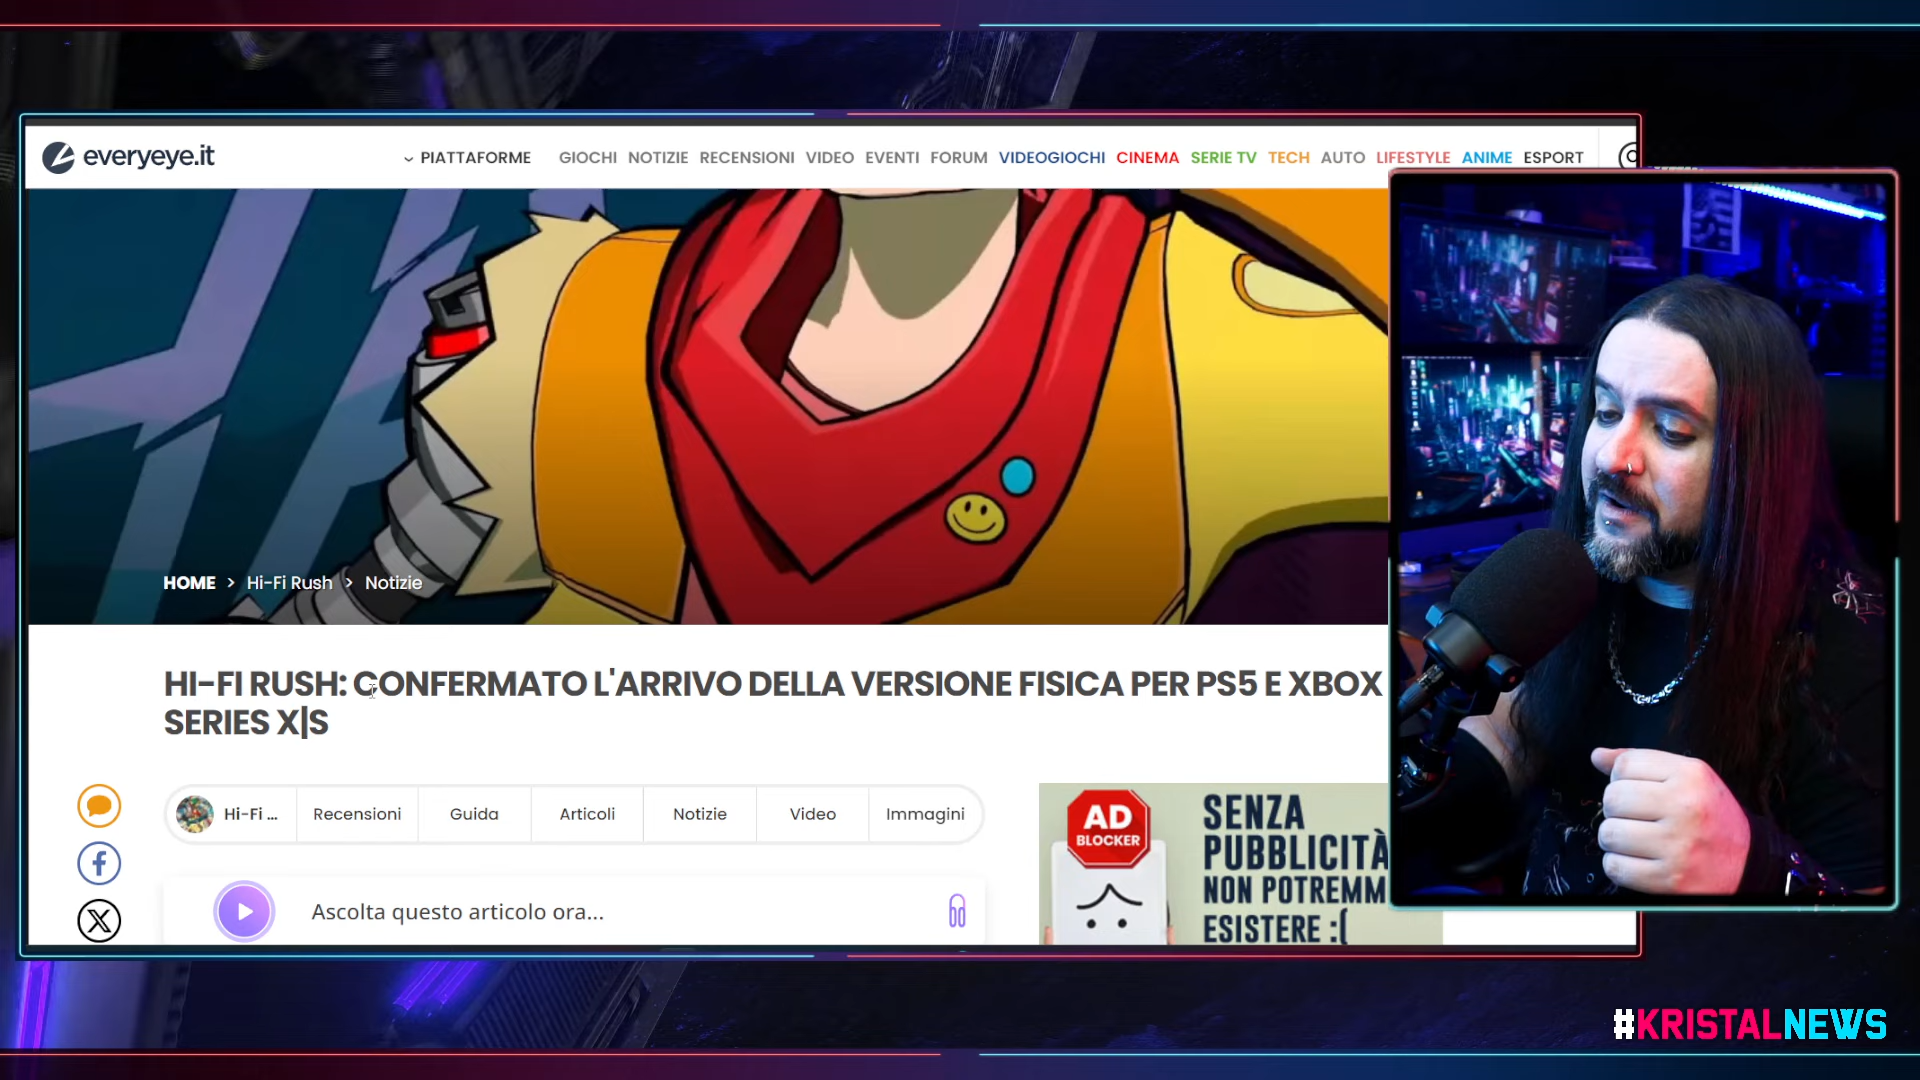 everyeye.it
PIATTAFORME GIOCHI NOTIZIE RECENSIONI VIDEO EVENTI FORUM VIDEOGIOCHI CINEMA SERIE TV TECH AUTO LIFESTYLE ANIME ESPORT
HOME > Hi-Fi Rush > Notizie
HI-FI RUSH: CONFERMATO L'ARRIVO DELLA VERSIONE FISICA PER PS5 E XBOX
SERIES X|S
Hi-Fi ... Recensioni Guida Articoli Notizie Video Immagini
Ascolta questo articolo ora...
AD
BLOCKER
SENZA
PUBBLICITÀ
NON POTREMM
ESISTERE :(
#KRISTALNEWS